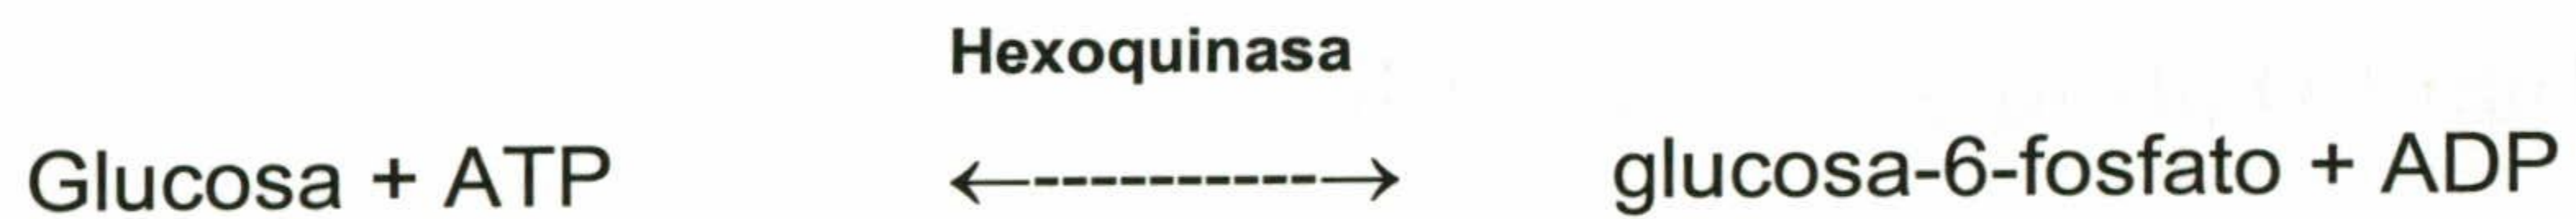 Hexoquinasa
Glucosa + ATP ←----------→ glucosa-6-fosfato + ADP